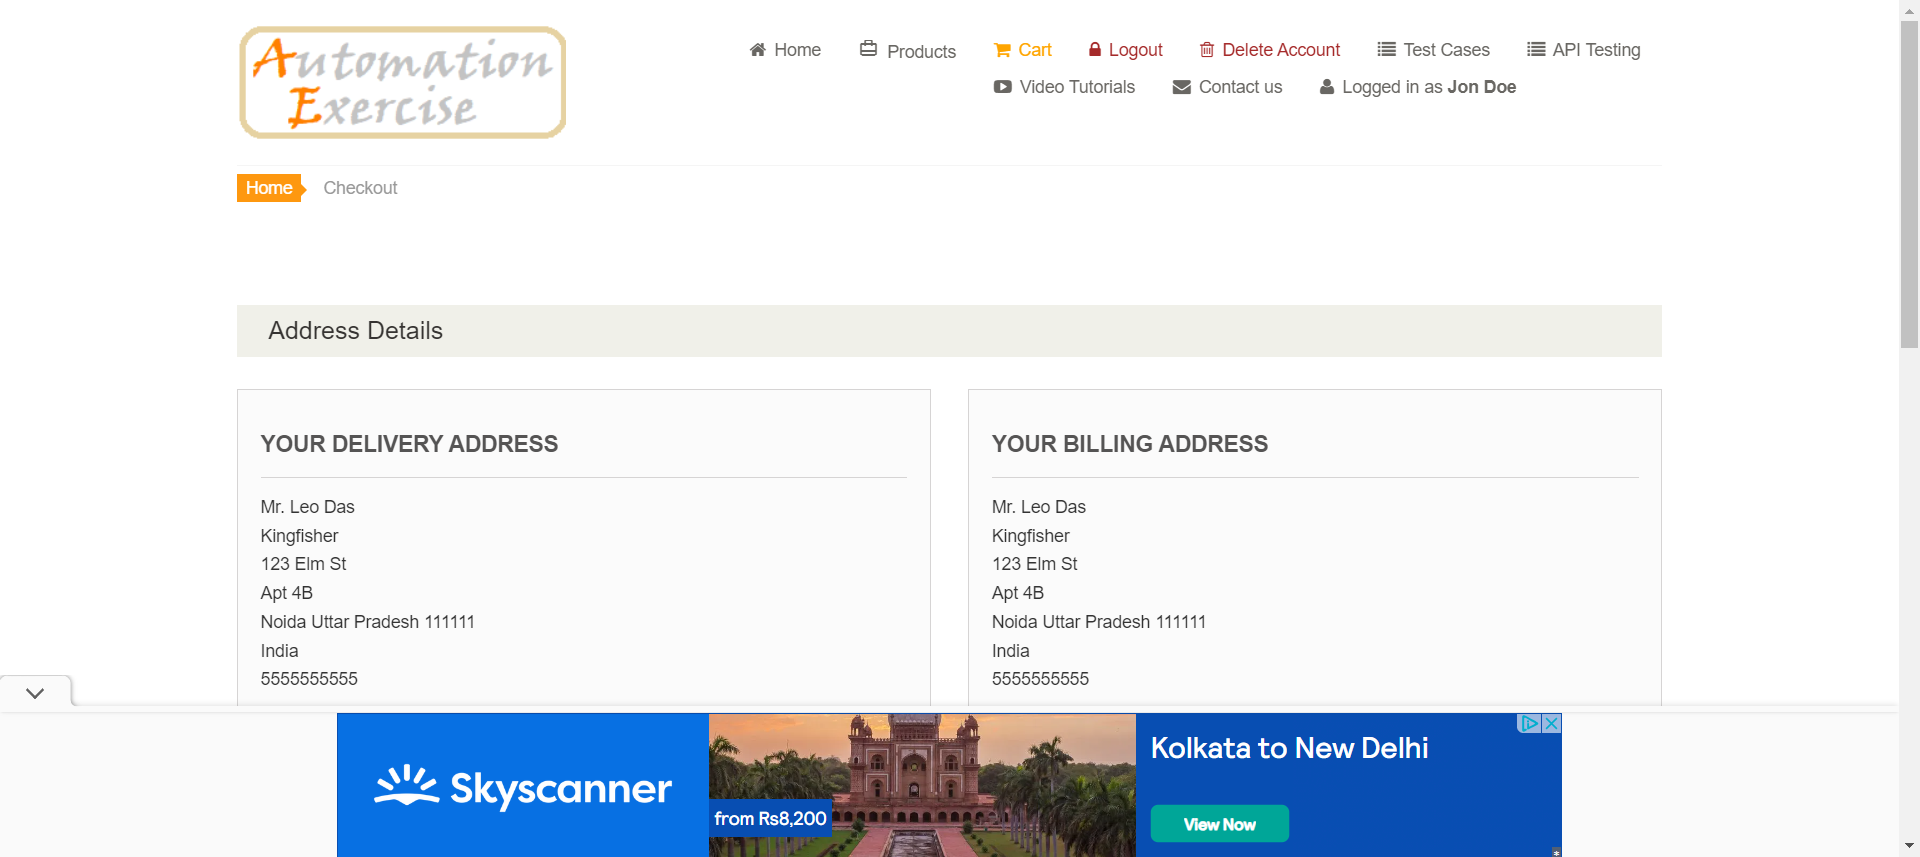 Automation
Exercise
Home
Products
Cart
Logout
Delete Account
Test Cases
API Testing
Video Tutorials
Contact us
Logged in as Jon Doe
Home
Checkout
Address Details
YOUR DELIVERY ADDRESS
Mr. Leo Das
Kingfisher
123 Elm St
Apt 4B
Noida Uttar Pradesh 111111
India
5555555555
YOUR BILLING ADDRESS
Mr. Leo Das
Kingfisher
123 Elm St
Apt 4B
Noida Uttar Pradesh 111111
India
5555555555
Skyscanner
from Rs8,200
Kolkata to New Delhi
View Now